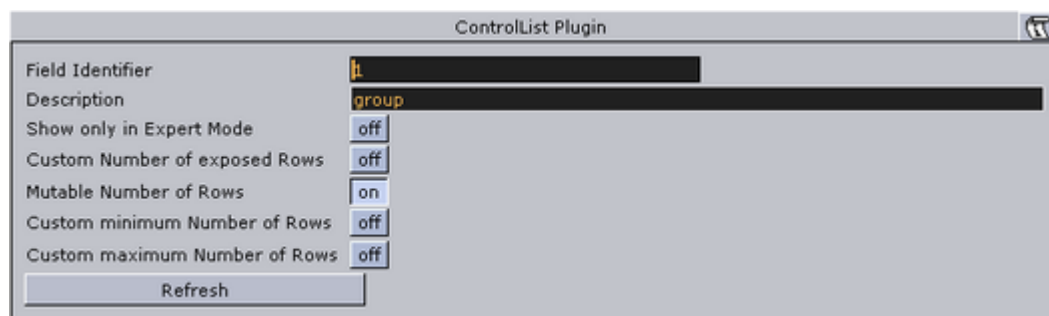 ControlList Plugin
Field Identifier 1
Description group
Show only in Expert Mode off
Custom Number of exposed Rows off
Mutable Number of Rows on
Custom minimum Number of Rows off
Custom maximum Number of Rows off
Refresh